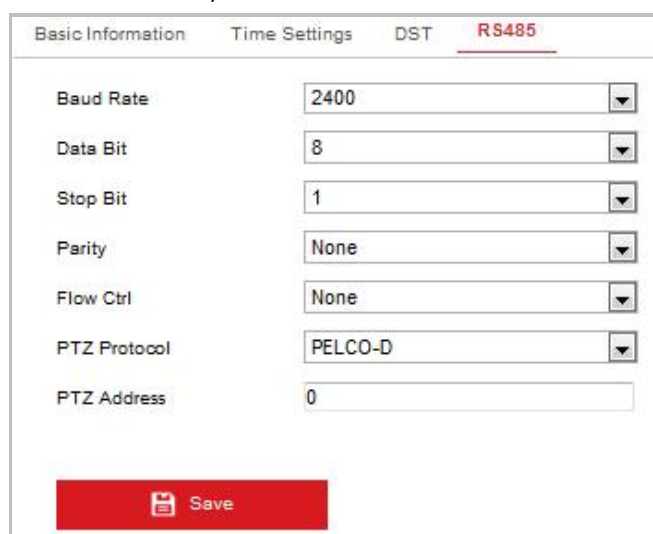 Basic Information Time Settings DST RS485
Baud Rate 2400
Data Bit 8
Stop Bit 1
Parity None
Flow Ctrl None
PTZ Protocol PELCO-D
PTZ Address 0
Save